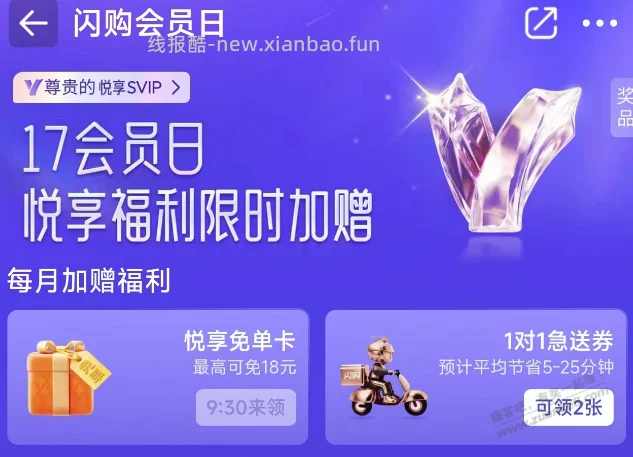 闪购会员日
线报酷-new.xianbao.fun
尊贵的 悦享SVIP
奖品
17会员日
悦享福利限时加赠
每月加赠福利
悦享免单卡
最高可免18元
9:30来领
1对1急送券
预计平均节省5-25分钟
可领2张